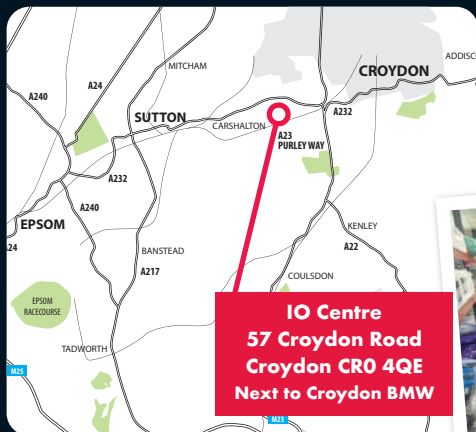 ADDISC
CROYDON
MITCHAM
A24
A240
SUTTON
CARSHALTON
A232
A23
PURLEY WAY
A232
A240
EPSOM
24
KENLEY
A22
BANSTEAD
A217
COULSDON
EPSOM
RACECOURSE
TADWORTH
M25
M23
IO Centre
57 Croydon Road
Croydon CR0 4QE
Next to Croydon BMW